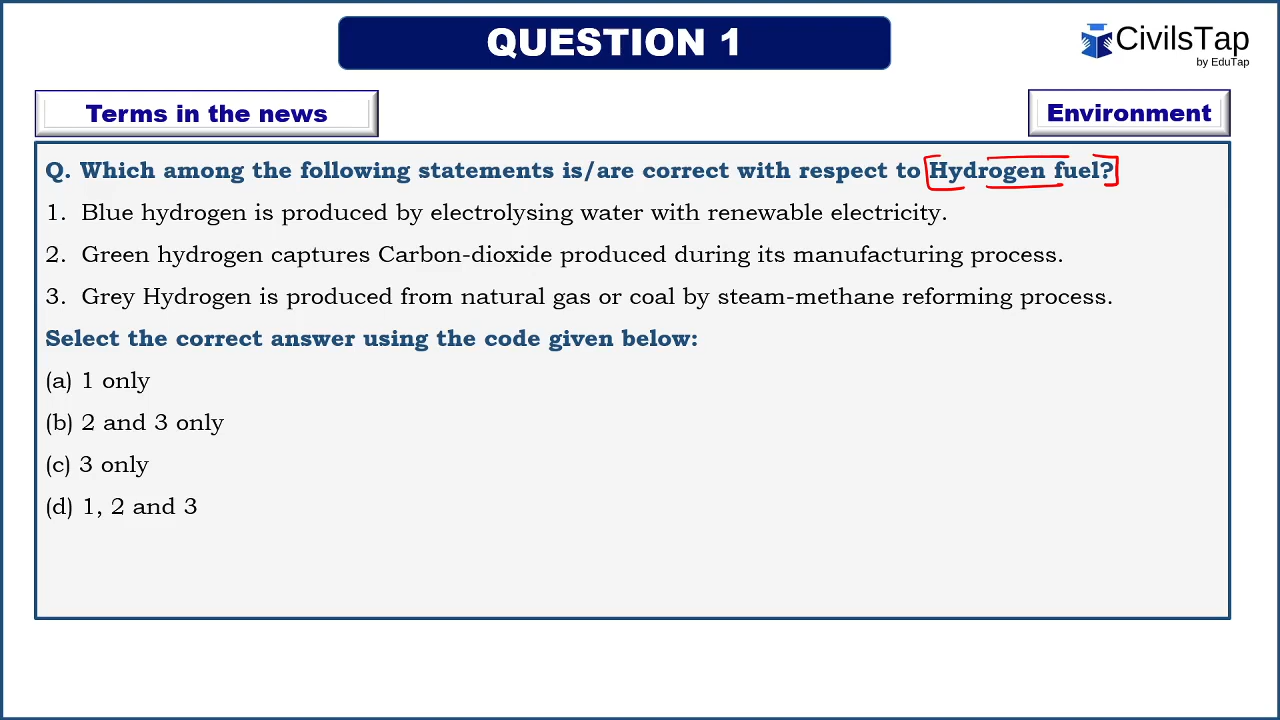 QUESTION 1
CivilsTap
by EduTap
Terms in the news
Environment
Q. Which among the following statements is/are correct with respect to Hydrogen fuel?
1. Blue hydrogen is produced by electrolysing water with renewable electricity.
2. Green hydrogen captures Carbon-dioxide produced during its manufacturing process.
3. Grey Hydrogen is produced from natural gas or coal by steam-methane reforming process.
Select the correct answer using the code given below:
(a) 1 only
(b) 2 and 3 only
(c) 3 only
(d) 1, 2 and 3